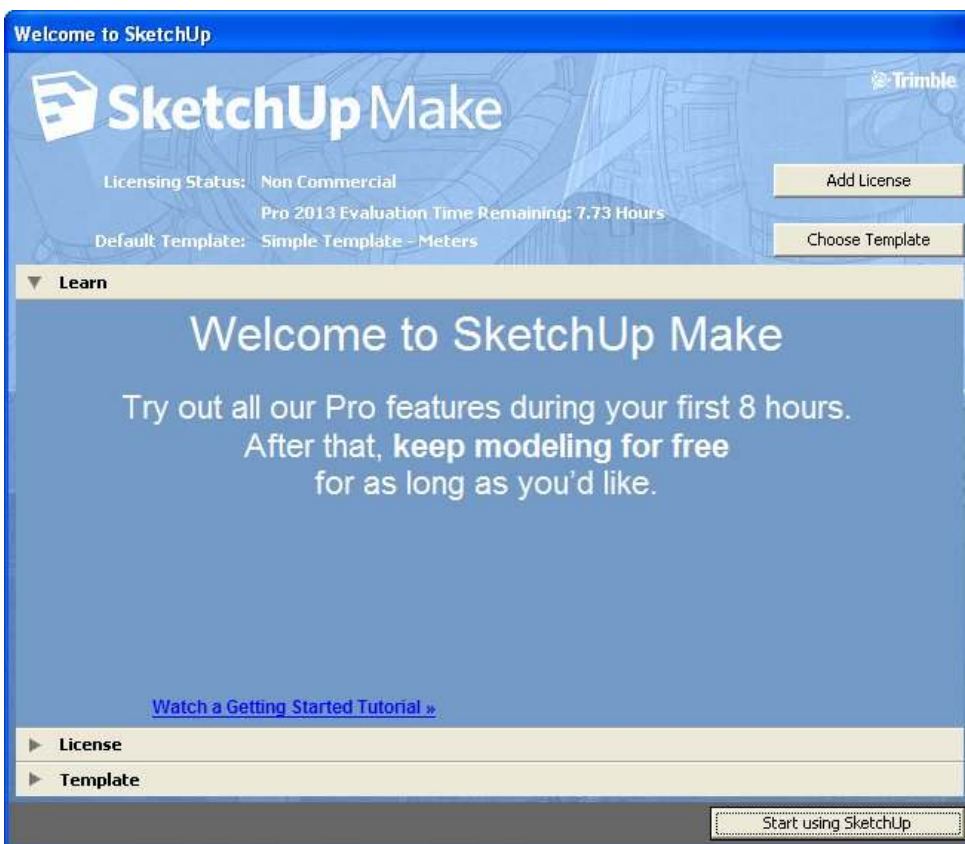 Welcome to SketchUp
SketchUp Make
Trimble
Licensing Status: Non Commercial
Add License
Pro 2013 Evaluation Time Remaining: 7.73 Hours
Default Template: Simple Template - Meters
Choose Template
Learn
Welcome to SketchUp Make
Try out all our Pro features during your first 8 hours.
After that, keep modeling for free
for as long as you'd like.
Watch a Getting Started Tutorial »
License
Template
Start using SketchUp